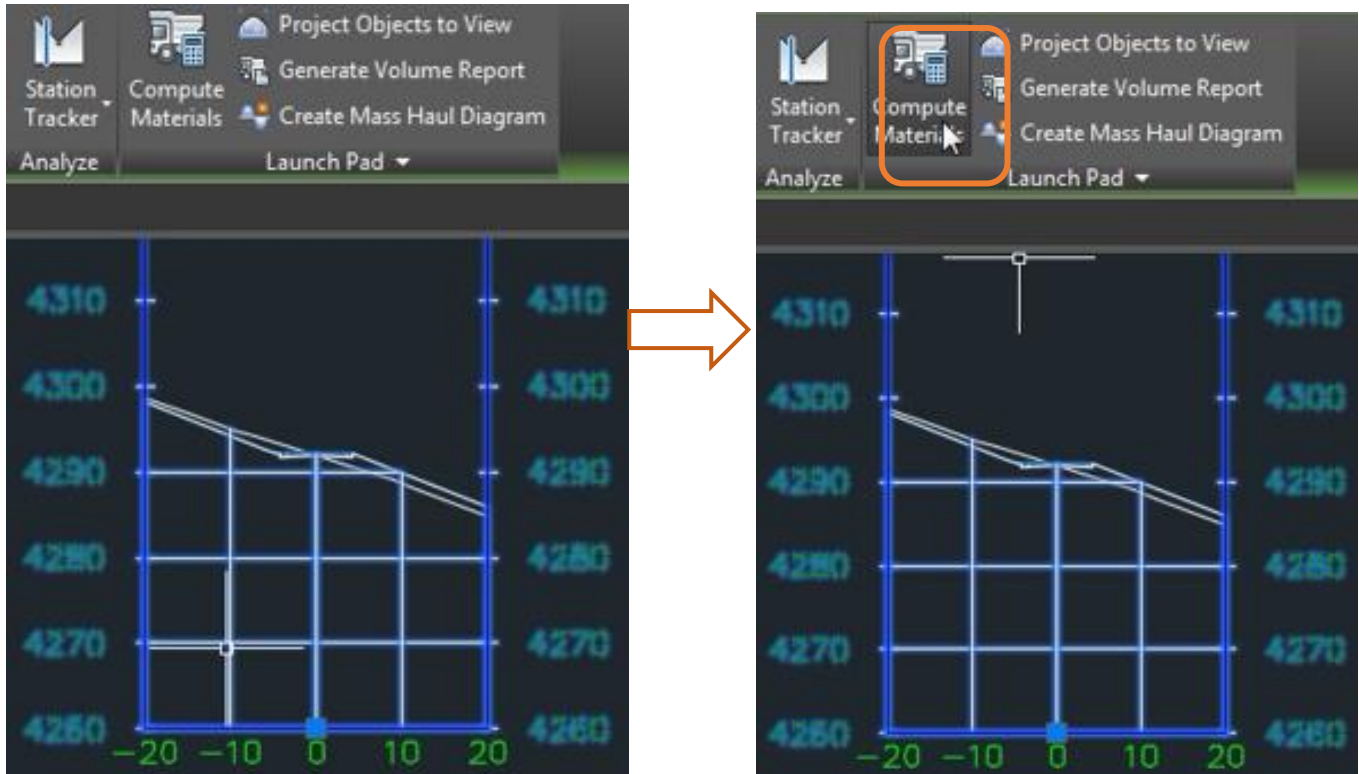 Project Objects to View
Generate Volume Report
Station
Tracker
Compute
Materials
Create Mass Haul Diagram
Analyze
Launch Pad
4310 4310
4300 4300
4290 4290
4280 4280
4270 4270
4260 4260
-20 -10 0 10 20
Project Objects to View
Generate Volume Report
Station
Tracker
Compute
Materials
Create Mass Haul Diagram
Analyze
Launch Pad
4310 4310
4300 4300
4290 4290
4280 4280
4270 4270
4260 4260
-20 -10 0 10 20